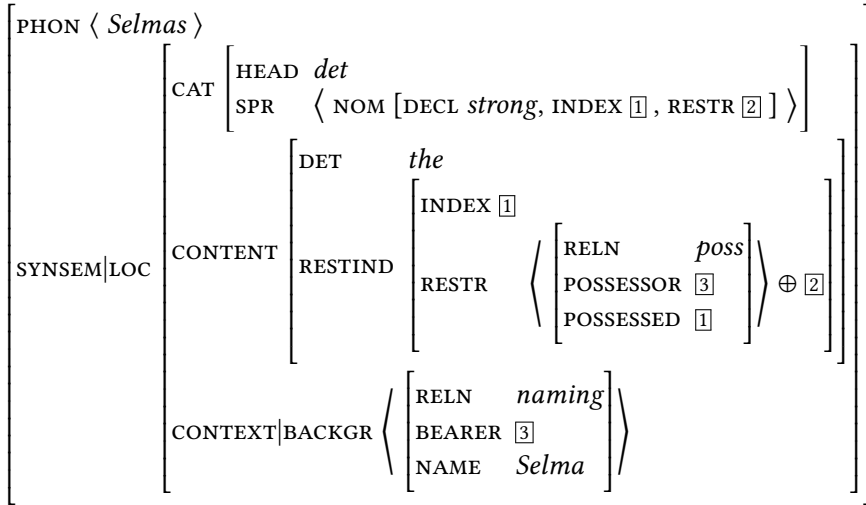 PHON ⟨ Selmas ⟩
CAT [HEAD det
SPR ⟨ NOM [DECL strong, INDEX 1 , RESTR 2 ] ⟩]
SYNSEM|LOC
CONTENT
DET the
RESTIND
INDEX 1
RESTR ⟨ [RELN poss
POSSESSOR 3
POSSESSED 1] ⟩ ⊕ 2
CONTEXT|BACKGR ⟨ [RELN naming
BEARER 3
NAME Selma] ⟩